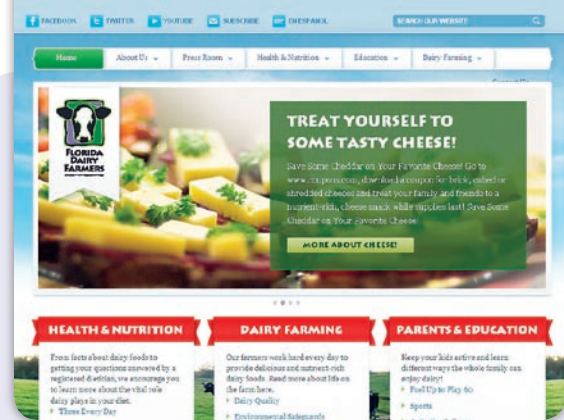 FACEBOOK TWITTER YOUTUBE SUBSCRIBE EN ESPANOL SEARCH OUR WEBSITE
Home About Us Press Room Health & Nutrition Education Dairy Farming
FLORIDA
DAIRY
FARMERS
TREAT YOURSELF TO
SOME TASTY CHEESE!
Save Some Cheddar on Your Favorite Cheese! Go to
www.coupons.com, download a coupon for brick, cubed or
shredded cheeses and treat your family and friends to a
nutrient-rich, cheese snack while supplies last! Save Some
Cheddar on Your Favorite Cheese!
MORE ABOUT CHEESE!
HEALTH & NUTRITION
From facts about dairy foods to
getting your questions answered by a
registered dietitian, we encourage you
to learn more about the vital role
dairy plays in your diet.
Three Every Day
DAIRY FARMING
Our farmers work hard every day to
provide delicious and nutrient-rich
dairy foods. Read more about life on
the farm here.
Dairy Quality
Environmental Safeguards
PARENTS & EDUCATION
Keep your kids active and learn
different ways the whole family can
enjoy dairy!
Fuel Up to Play 60
Sports